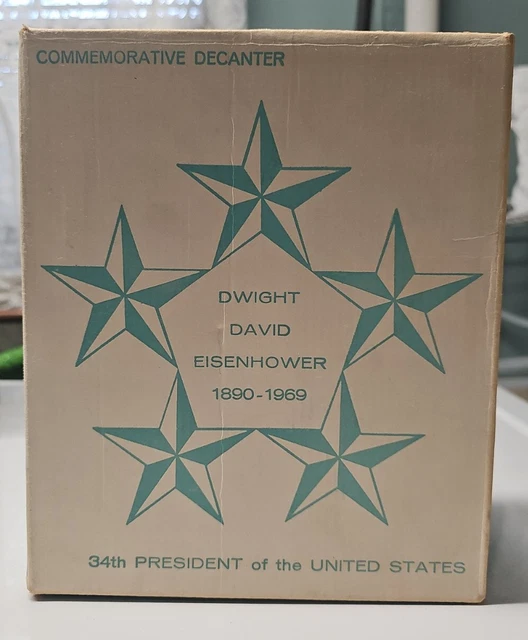 COMMEMORATIVE DECANTER
DWIGHT
DAVID
EISENHOWER
1890-1969
34th PRESIDENT of the UNITED STATES